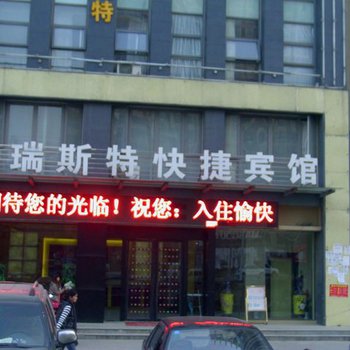 特
瑞斯特快捷宾馆
待您的光临！祝您：入住愉快